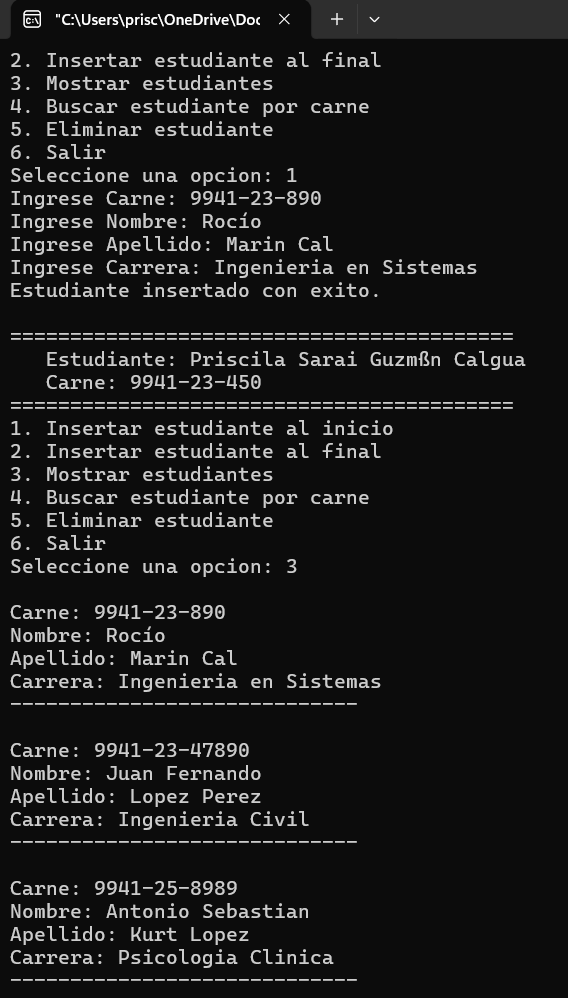 "C:\Users\prisc\OneDrive\Doc
2. Insertar estudiante al final
3. Mostrar estudiantes
4. Buscar estudiante por carne
5. Eliminar estudiante
6. Salir
Seleccione una opcion: 1
Ingrese Carne: 9941-23-890
Ingrese Nombre: Rocío
Ingrese Apellido: Marin Cal
Ingrese Carrera: Ingenieria en Sistemas
Estudiante insertado con exito.
==========================================
Estudiante: Priscila Sarai Guzmßn Calgua
Carne: 9941-23-450
==========================================
1. Insertar estudiante al inicio
2. Insertar estudiante al final
3. Mostrar estudiantes
4. Buscar estudiante por carne
5. Eliminar estudiante
6. Salir
Seleccione una opcion: 3
Carne: 9941-23-890
Nombre: Rocío
Apellido: Marin Cal
Carrera: Ingenieria en Sistemas
-----------------------------
Carne: 9941-23-47890
Nombre: Juan Fernando
Apellido: Lopez Perez
Carrera: Ingenieria Civil
-----------------------------
Carne: 9941-25-8989
Nombre: Antonio Sebastian
Apellido: Kurt Lopez
Carrera: Psicologia Clinica
-----------------------------